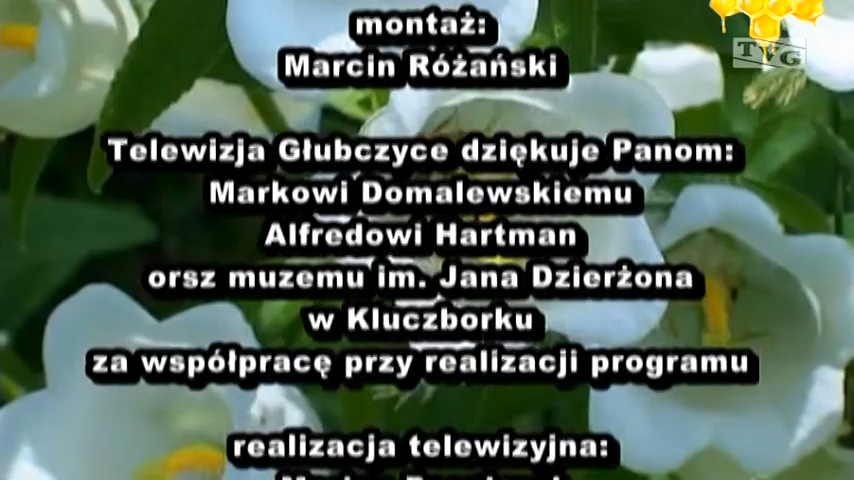 TVG
montaż:
Marcin Różański
Telewizja Głubczyce dziękuje Panom:
Markowi Domalewskiemu
Alfredowi Hartman
orsz muzemu im. Jana Dzierżona
w Kluczborku
za współpracę przy realizacji programu
realizacja telewizyjna: